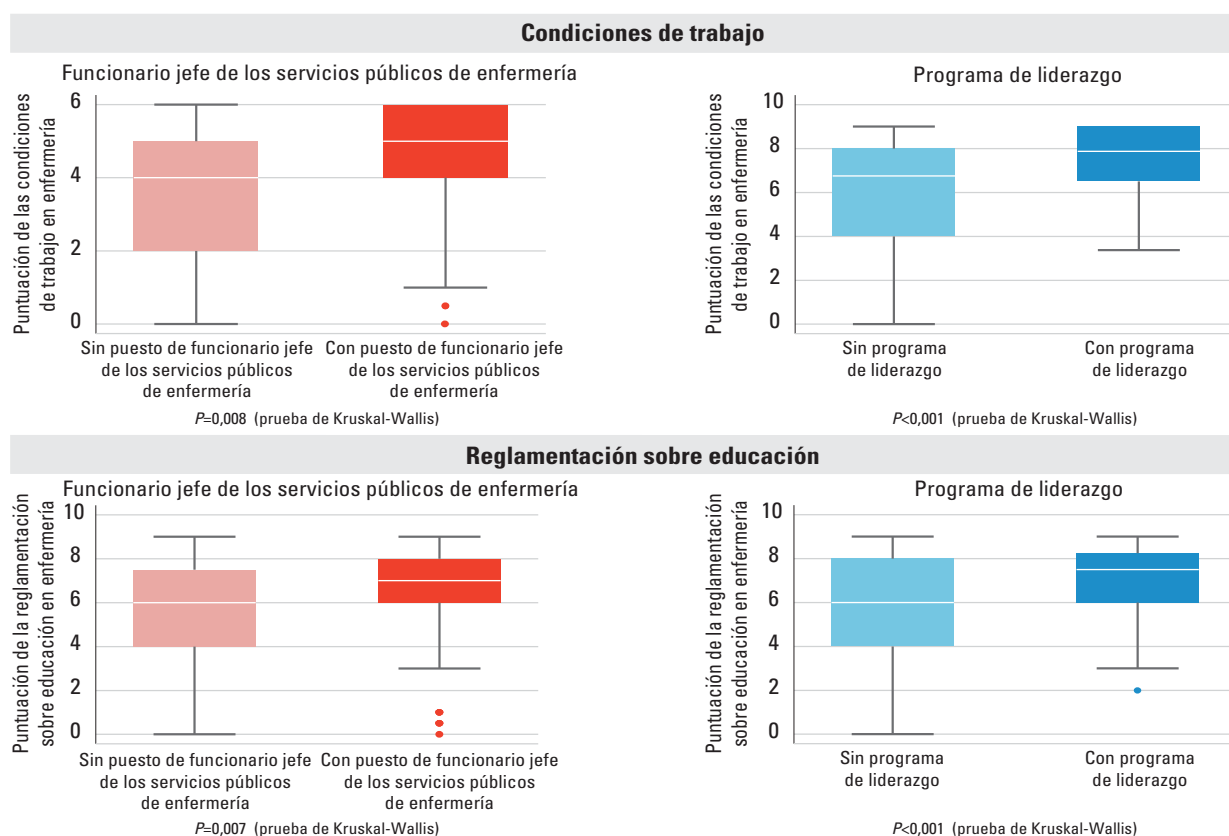 Condiciones de trabajo
Funcionario jefe de los servicios públicos de enfermería
Puntuación de las condiciones
de trabajo en enfermería
6
4
2
0
Sin puesto de funcionario jefe
de los servicios públicos
de enfermería
Con puesto de funcionario jefe
de los servicios públicos
de enfermería
P=0,008 (prueba de Kruskal-Wallis)
Programa de liderazgo
Puntuación de las condiciones
de trabajo en enfermería
10
8
6
4
2
0
Sin programa
de liderazgo
Con programa
de liderazgo
P<0,001 (prueba de Kruskal-Wallis)
Reglamentación sobre educación
Funcionario jefe de los servicios públicos de enfermería
Puntuación de la reglamentación
sobre educación en enfermería
10
8
6
4
2
0
Sin puesto de funcionario jefe
de los servicios públicos
de enfermería
Con puesto de funcionario jefe
de los servicios públicos
de enfermería
P=0,007 (prueba de Kruskal-Wallis)
Programa de liderazgo
Puntuación de la reglamentación
sobre educación en enfermería
10
8
6
4
2
0
Sin programa
de liderazgo
Con programa
de liderazgo
P<0,001 (prueba de Kruskal-Wallis)